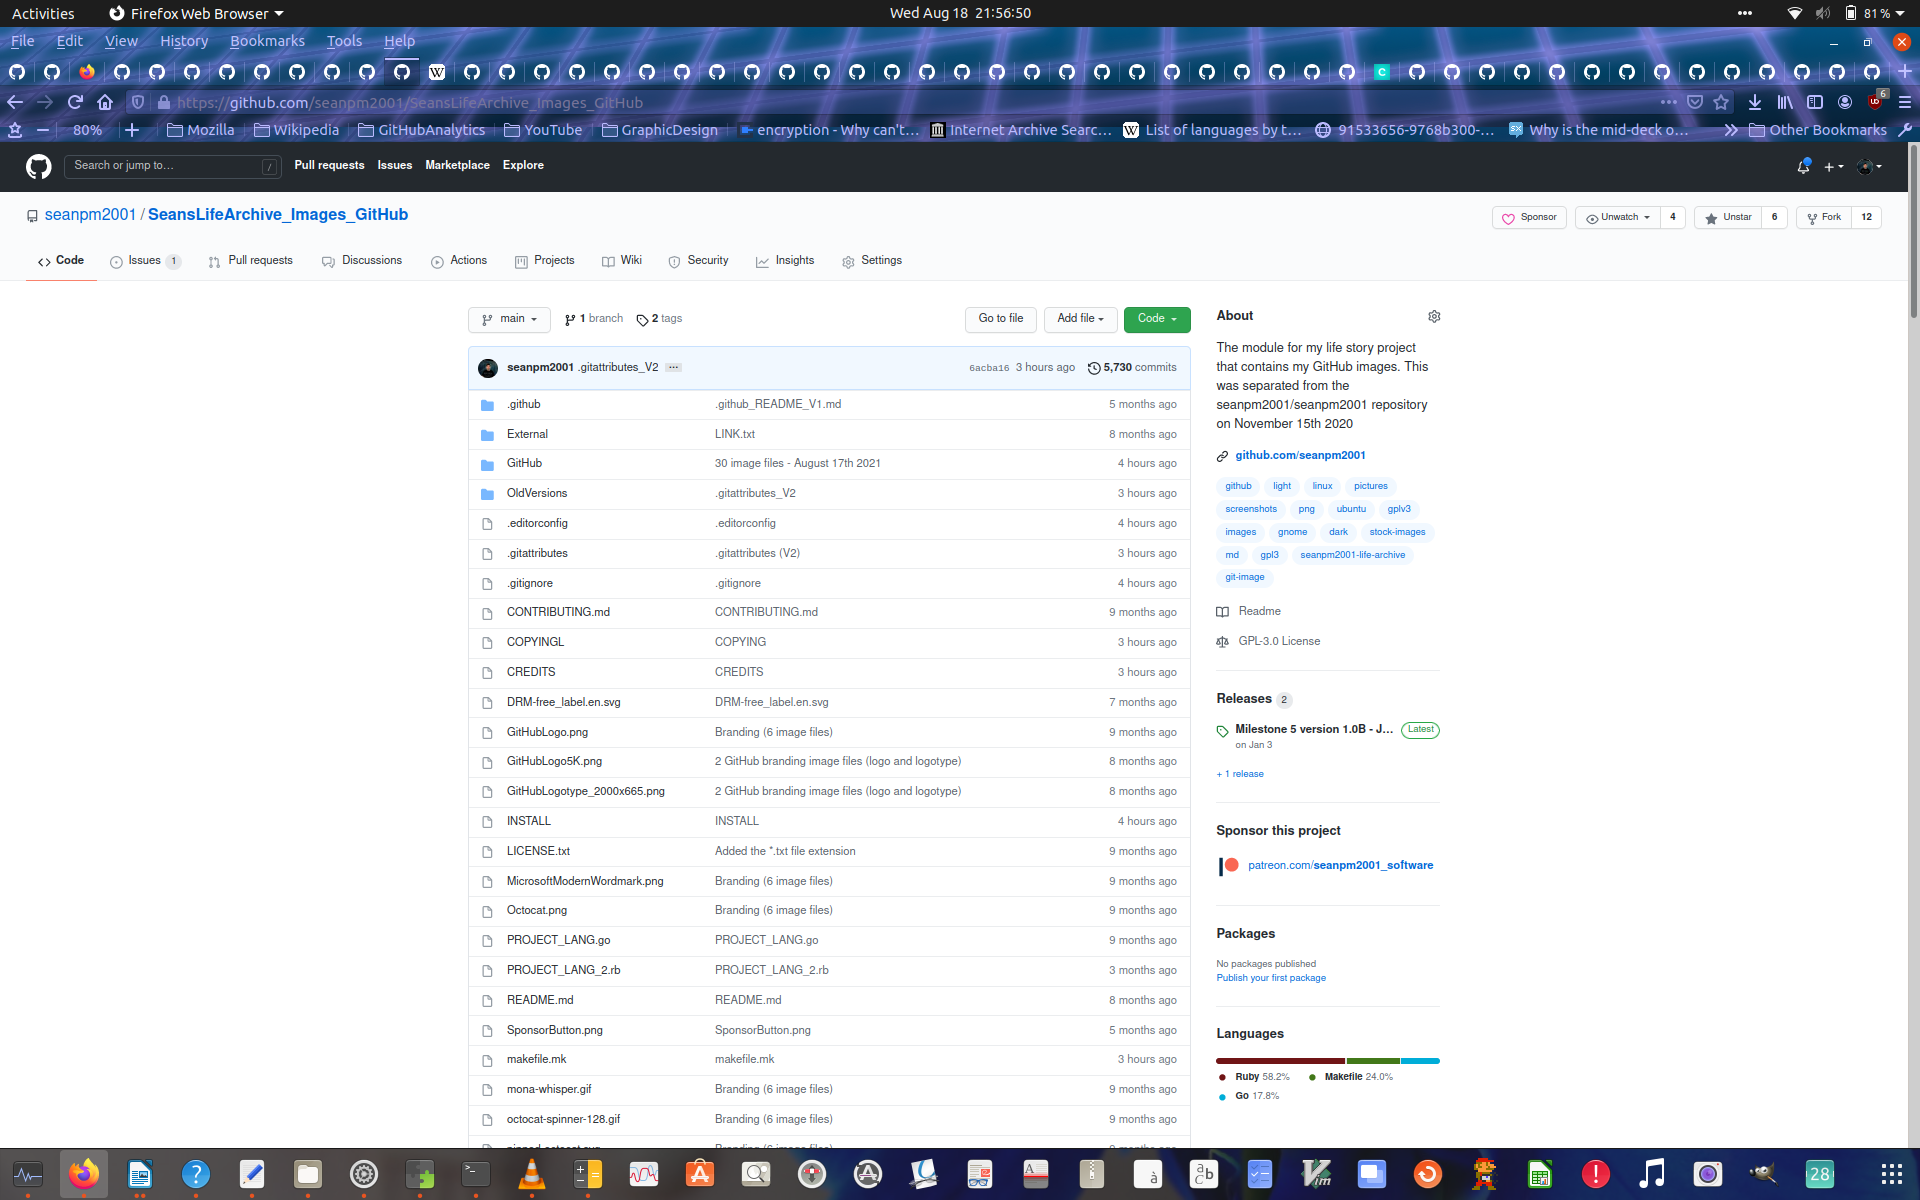 Activities
Firefox Web Browser
Wed Aug 18 21:56:50
81 %
File Edit View History Bookmarks Tools Help
https://github.com/seanpm2001/SeansLifeArchive_Images_GitHub
6
80%
Mozilla
Wikipedia
GitHubAnalytics
YouTube
GraphicDesign
encryption - Why can't…
Internet Archive Searc…
List of languages by t…
91533656-9768b300-…
Why is the mid-deck o…
Other Bookmarks
Search or jump to…
/
Pull requests Issues Marketplace Explore
seanpm2001 / SeansLifeArchive_Images_GitHub
Sponsor
Unwatch 4
Unstar 6
Fork 12
Code
Issues 1
Pull requests
Discussions
Actions
Projects
Wiki
Security
Insights
Settings
main
1 branch
2 tags
Go to file
Add file
Code
seanpm2001 .gitattributes_V2 ... 6acba16 3 hours ago 5,730 commits
.github .github_README_V1.md 5 months ago
External LINK.txt 8 months ago
GitHub 30 image files - August 17th 2021 4 hours ago
OldVersions .gitattributes_V2 3 hours ago
.editorconfig .editorconfig 4 hours ago
.gitattributes .gitattributes (V2) 3 hours ago
.gitignore .gitignore 4 hours ago
CONTRIBUTING.md CONTRIBUTING.md 9 months ago
COPYINGL COPYING 3 hours ago
CREDITS CREDITS 3 hours ago
DRM-free_label.en.svg DRM-free_label.en.svg 7 months ago
GitHubLogo.png Branding (6 image files) 9 months ago
GitHubLogo5K.png 2 GitHub branding image files (logo and logotype) 8 months ago
GitHubLogotype_2000x665.png 2 GitHub branding image files (logo and logotype) 8 months ago
INSTALL INSTALL 4 hours ago
LICENSE.txt Added the *.txt file extension 9 months ago
MicrosoftModernWordmark.png Branding (6 image files) 9 months ago
Octocat.png Branding (6 image files) 9 months ago
PROJECT_LANG.go PROJECT_LANG.go 9 months ago
PROJECT_LANG_2.rb PROJECT_LANG_2.rb 3 months ago
README.md README.md 8 months ago
SponsorButton.png SponsorButton.png 5 months ago
makefile.mk makefile.mk 3 hours ago
mona-whisper.gif Branding (6 image files) 9 months ago
octocat-spinner-128.gif Branding (6 image files) 9 months ago
About
The module for my life story project
that contains my GitHub images. This
was separated from the
seanpm2001/seanpm2001 repository
on November 15th 2020
github.com/seanpm2001
github light linux pictures
screenshots png ubuntu gplv3
images gnome dark stock-images
md gpl3 seanpm2001-life-archive
git-image
Readme
GPL-3.0 License
Releases 2
Milestone 5 version 1.0B - J... Latest
on Jan 3
+ 1 release
Sponsor this project
patreon.com/seanpm2001_software
Packages
No packages published
Publish your first package
Languages
Ruby 58.2% Makefile 24.0%
Go 17.8%
28